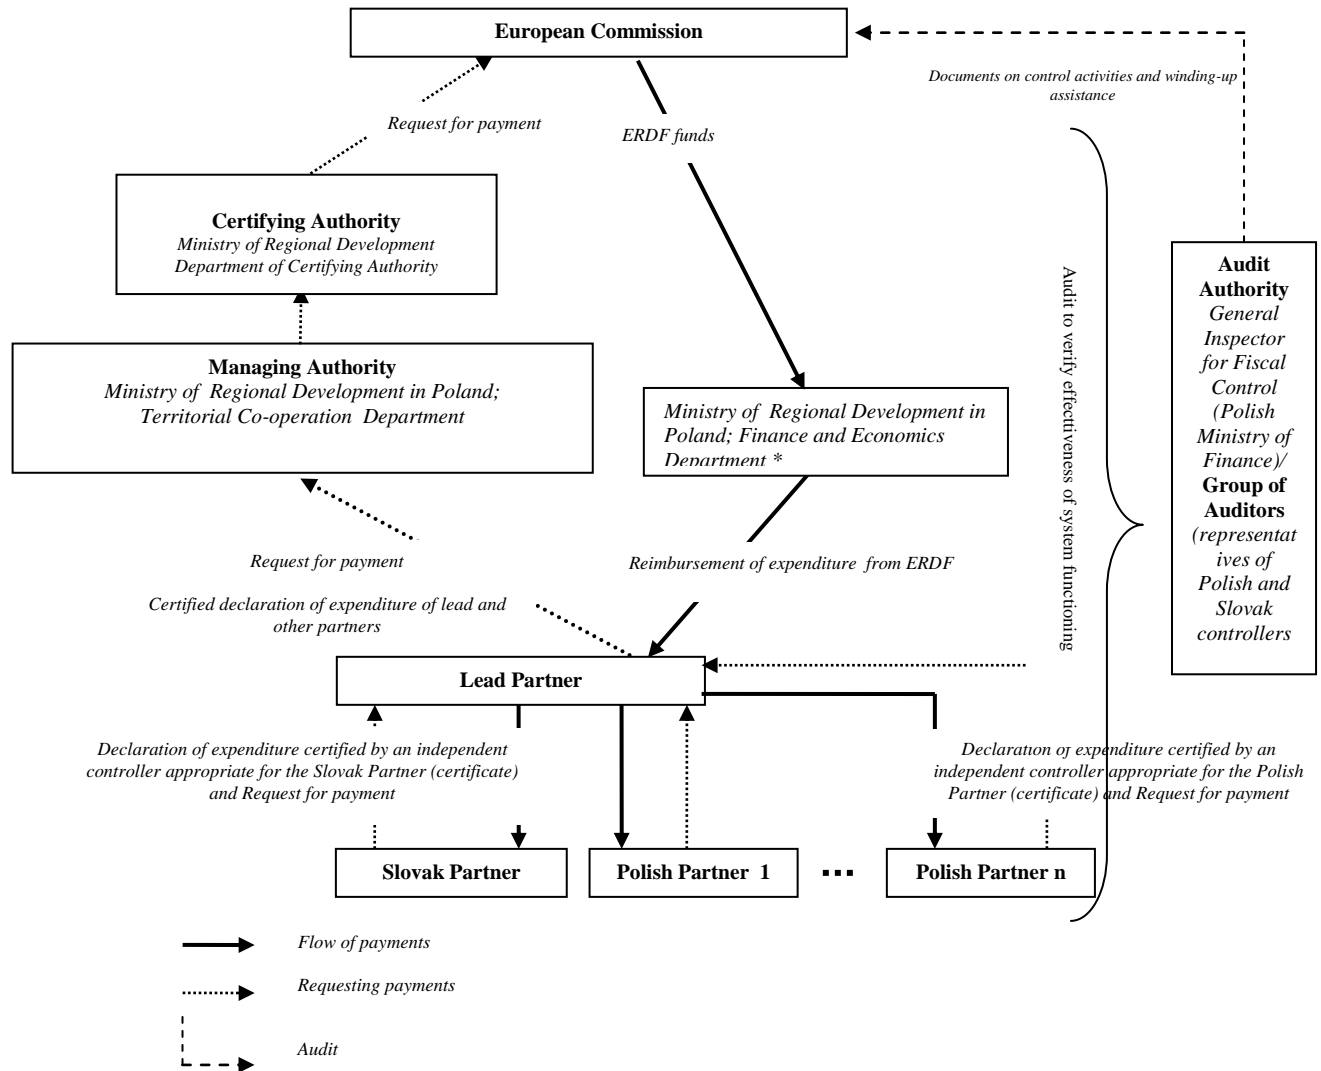 European Commission
Documents on control activities and winding-up
assistance
Request for payment
ERDF funds
Certifying Authority
Ministry of Regional Development
Department of Certifying Authority
Managing Authority
Ministry of Regional Development in Poland;
Territorial Co-operation Department
Ministry of Regional Development in
Poland; Finance and Economics
Department *
Audit to verify effecttiveness of system functioning
Audit
Authority
General
Inspector
for Fiscal
Control
(Polish
Ministry of
Finance)/
Group of
Auditors
(representat
ives of
Polish and
Slovak
controllers
Request for payment
Reimbursement of expenditure from ERDF
Certified declaration of expenditure of lead and
other partners
Lead Partner
Declaration of expenditure certified by an independent
controller appropriate for the Slovak Partner (certificate)
and Request for payment
Declaration of expenditure certified by an
independent controller appropriate for the Polish
Partner (certificate) and Request for payment
Slovak Partner
Polish Partner 1
...
Polish Partner n
Flow of payments
Requesting payments
Audit